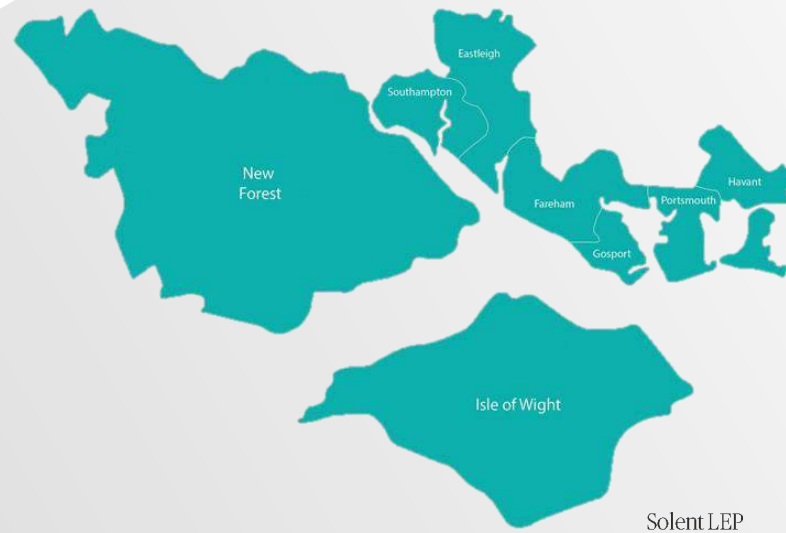 Eastleigh
Southampton
New
Forest
Havant
Portsmouth
Fareham
Gosport
Isle of Wight
Solent LEP